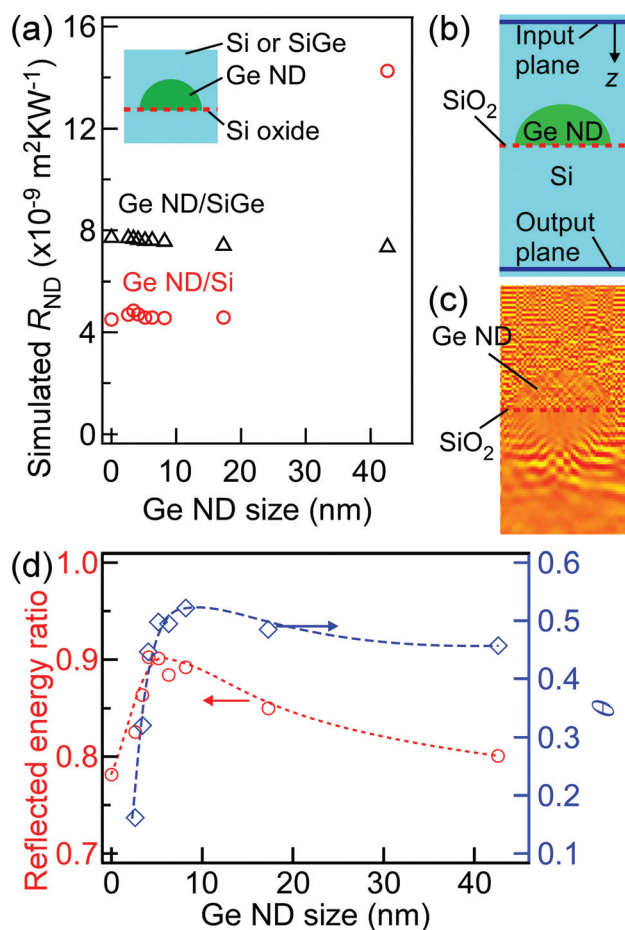 (a)
16
12
8
4
0
Simulated R_ND (x10⁻⁹ m²KW⁻¹)
Si or SiGe
Ge ND
Si oxide
Ge ND/SiGe
Ge ND/Si
0 10 20 30 40
Ge ND size (nm)
(b)
Input
plane
z
SiO₂
Ge ND
Si
Output
plane
(c)
Ge ND
SiO₂
(d)
1.0
0.9
0.8
0.7
Reflected energy ratio
0.6
0.5
0.4
0.3
0.2
0.1
θ
0 10 20 30 40
Ge ND size (nm)